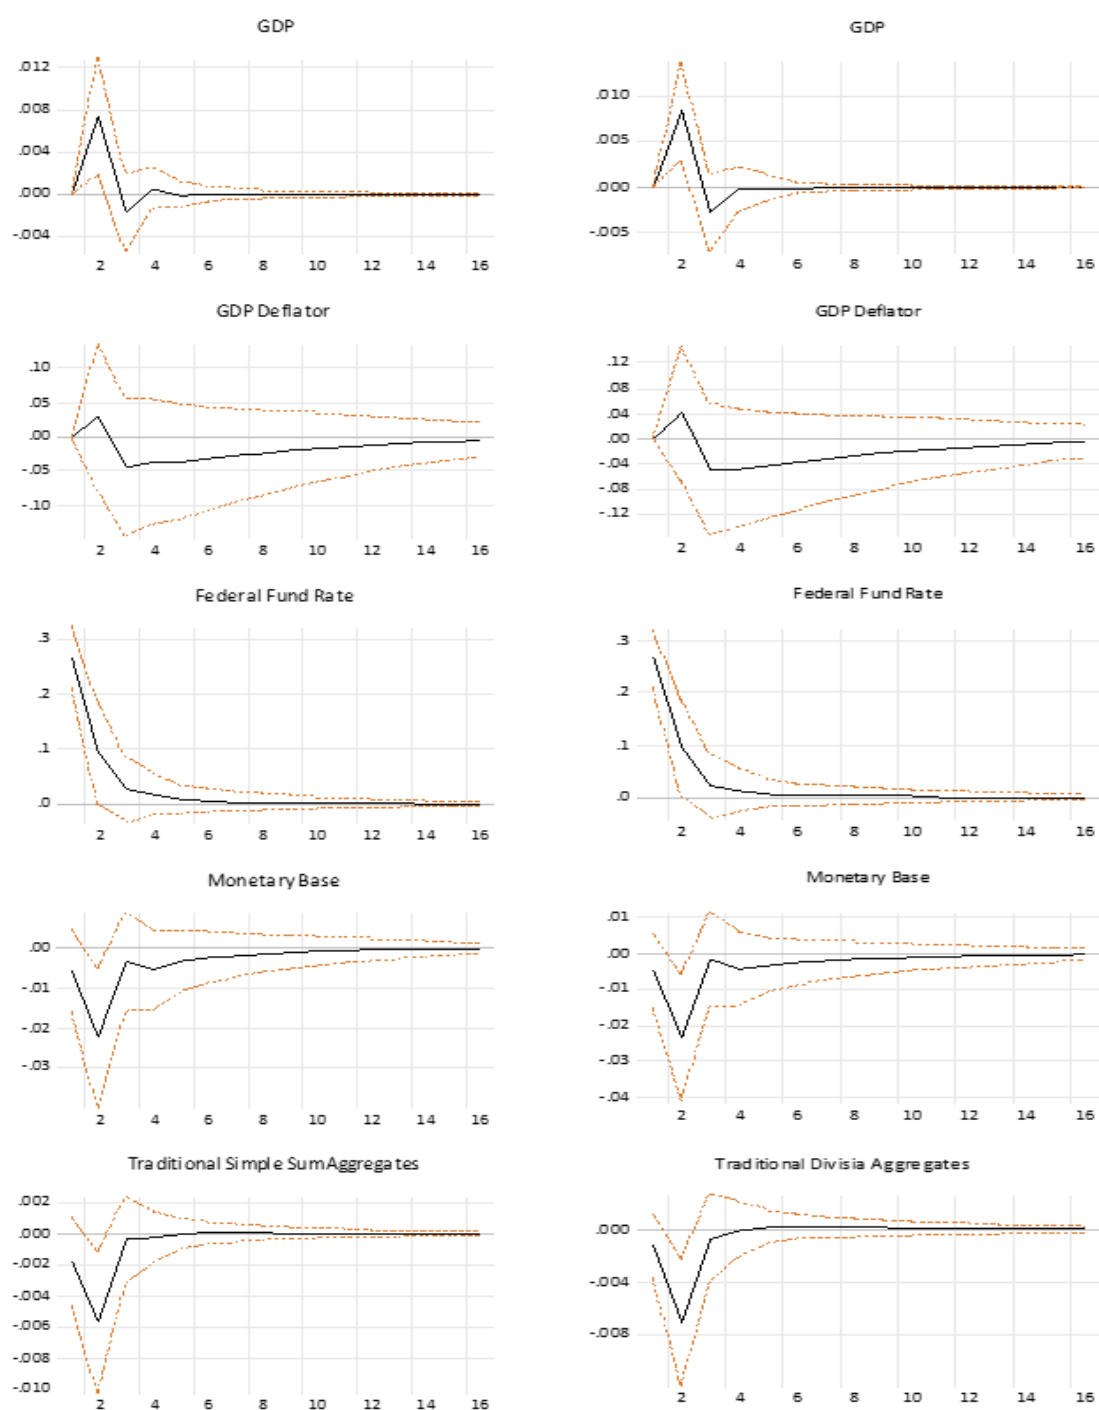 GDP
.012
.008
.004
.000
-.004
2 4 6 8 10 12 14 16
GDP
.010
.005
.000
-.005
2 4 6 8 10 12 14 16
GDP Deflator
.10
.05
.00
-.05
-.10
2 4 6 8 10 12 14 16
GDP Deflator
.12
.08
.04
.00
-.04
-.08
-.12
2 4 6 8 10 12 14 16
Federal Fund Rate
.3
.2
.1
.0
2 4 6 8 10 12 14 16
Federal Fund Rate
.3
.2
.1
.0
2 4 6 8 10 12 14 16
Monetary Base
.00
-.01
-.02
-.03
2 4 6 8 10 12 14 16
Monetary Base
.01
.00
-.01
-.02
-.03
-.04
2 4 6 8 10 12 14 16
Traditional Simple Sum Aggregates
.002
.000
-.002
-.004
-.006
-.008
-.010
2 4 6 8 10 12 14 16
Traditional Divisia Aggregates
.000
-.004
-.008
2 4 6 8 10 12 14 16